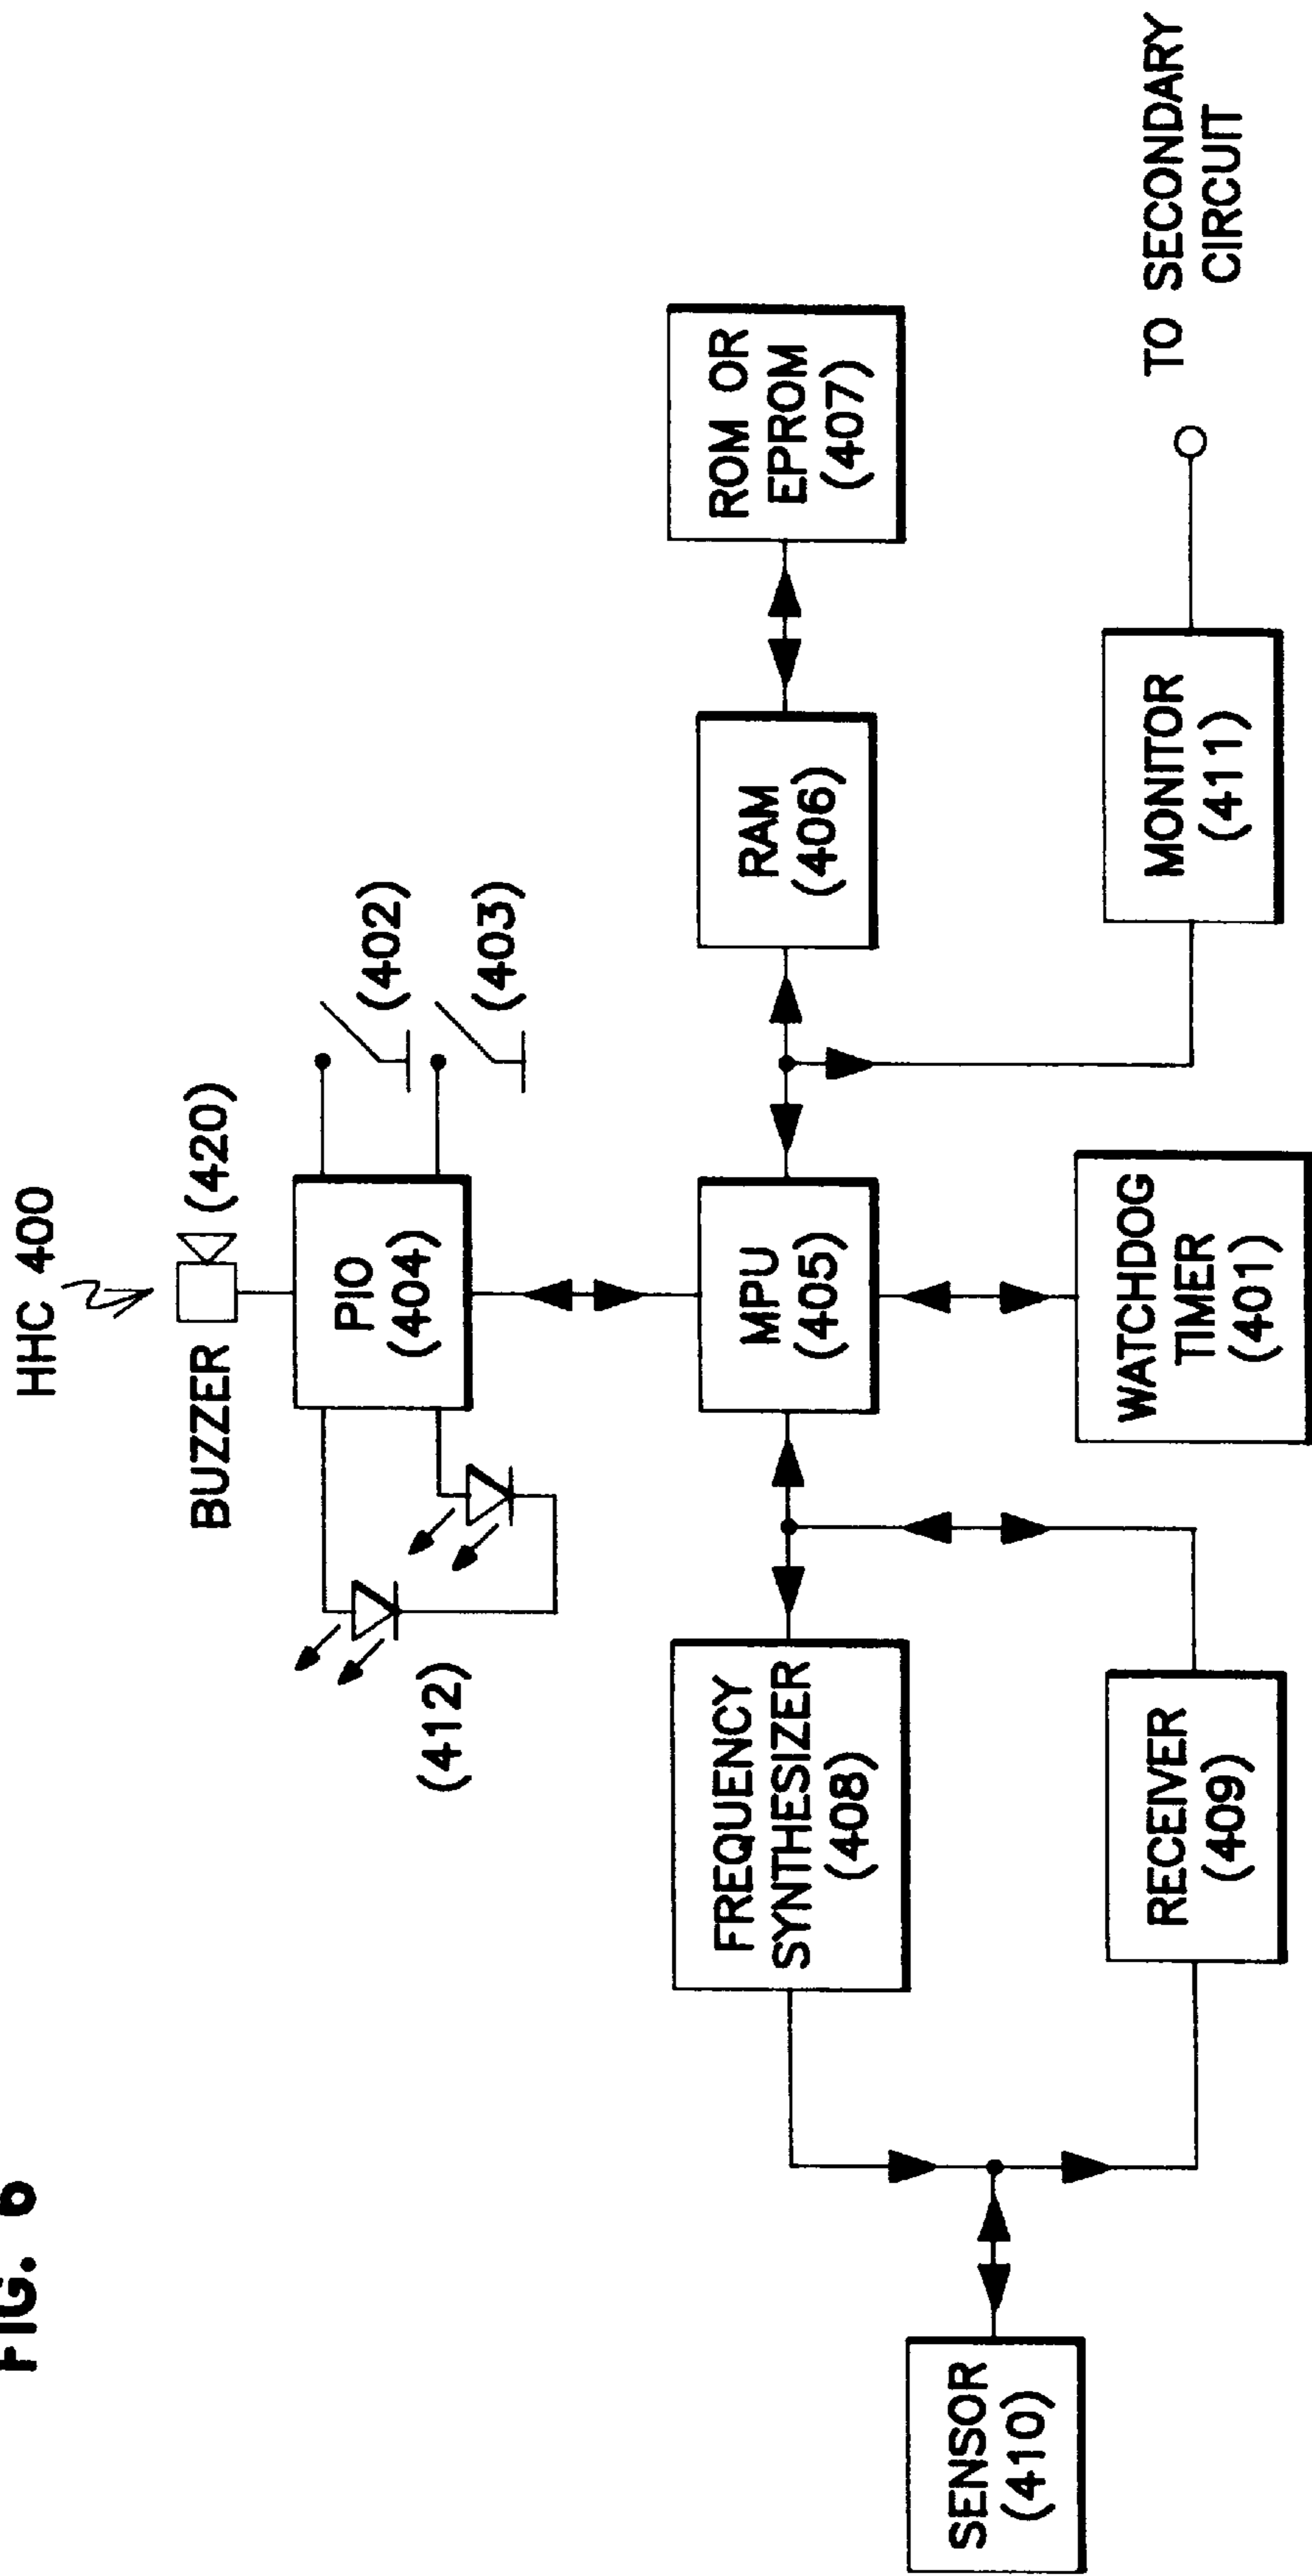 FIG. 6
HHC 400
BUZZER
(420)
PIO
(404)
(402)
(403)
(412)
FREQUENCY
SYNTHESIZER
(408)
MPU
(405)
RAM
(406)
ROM OR
EPROM
(407)
SENSOR
(410)
RECEIVER
(409)
WATCHDOG
TIMER
(401)
MONITOR
(411)
TO SECONDARY
CIRCUIT